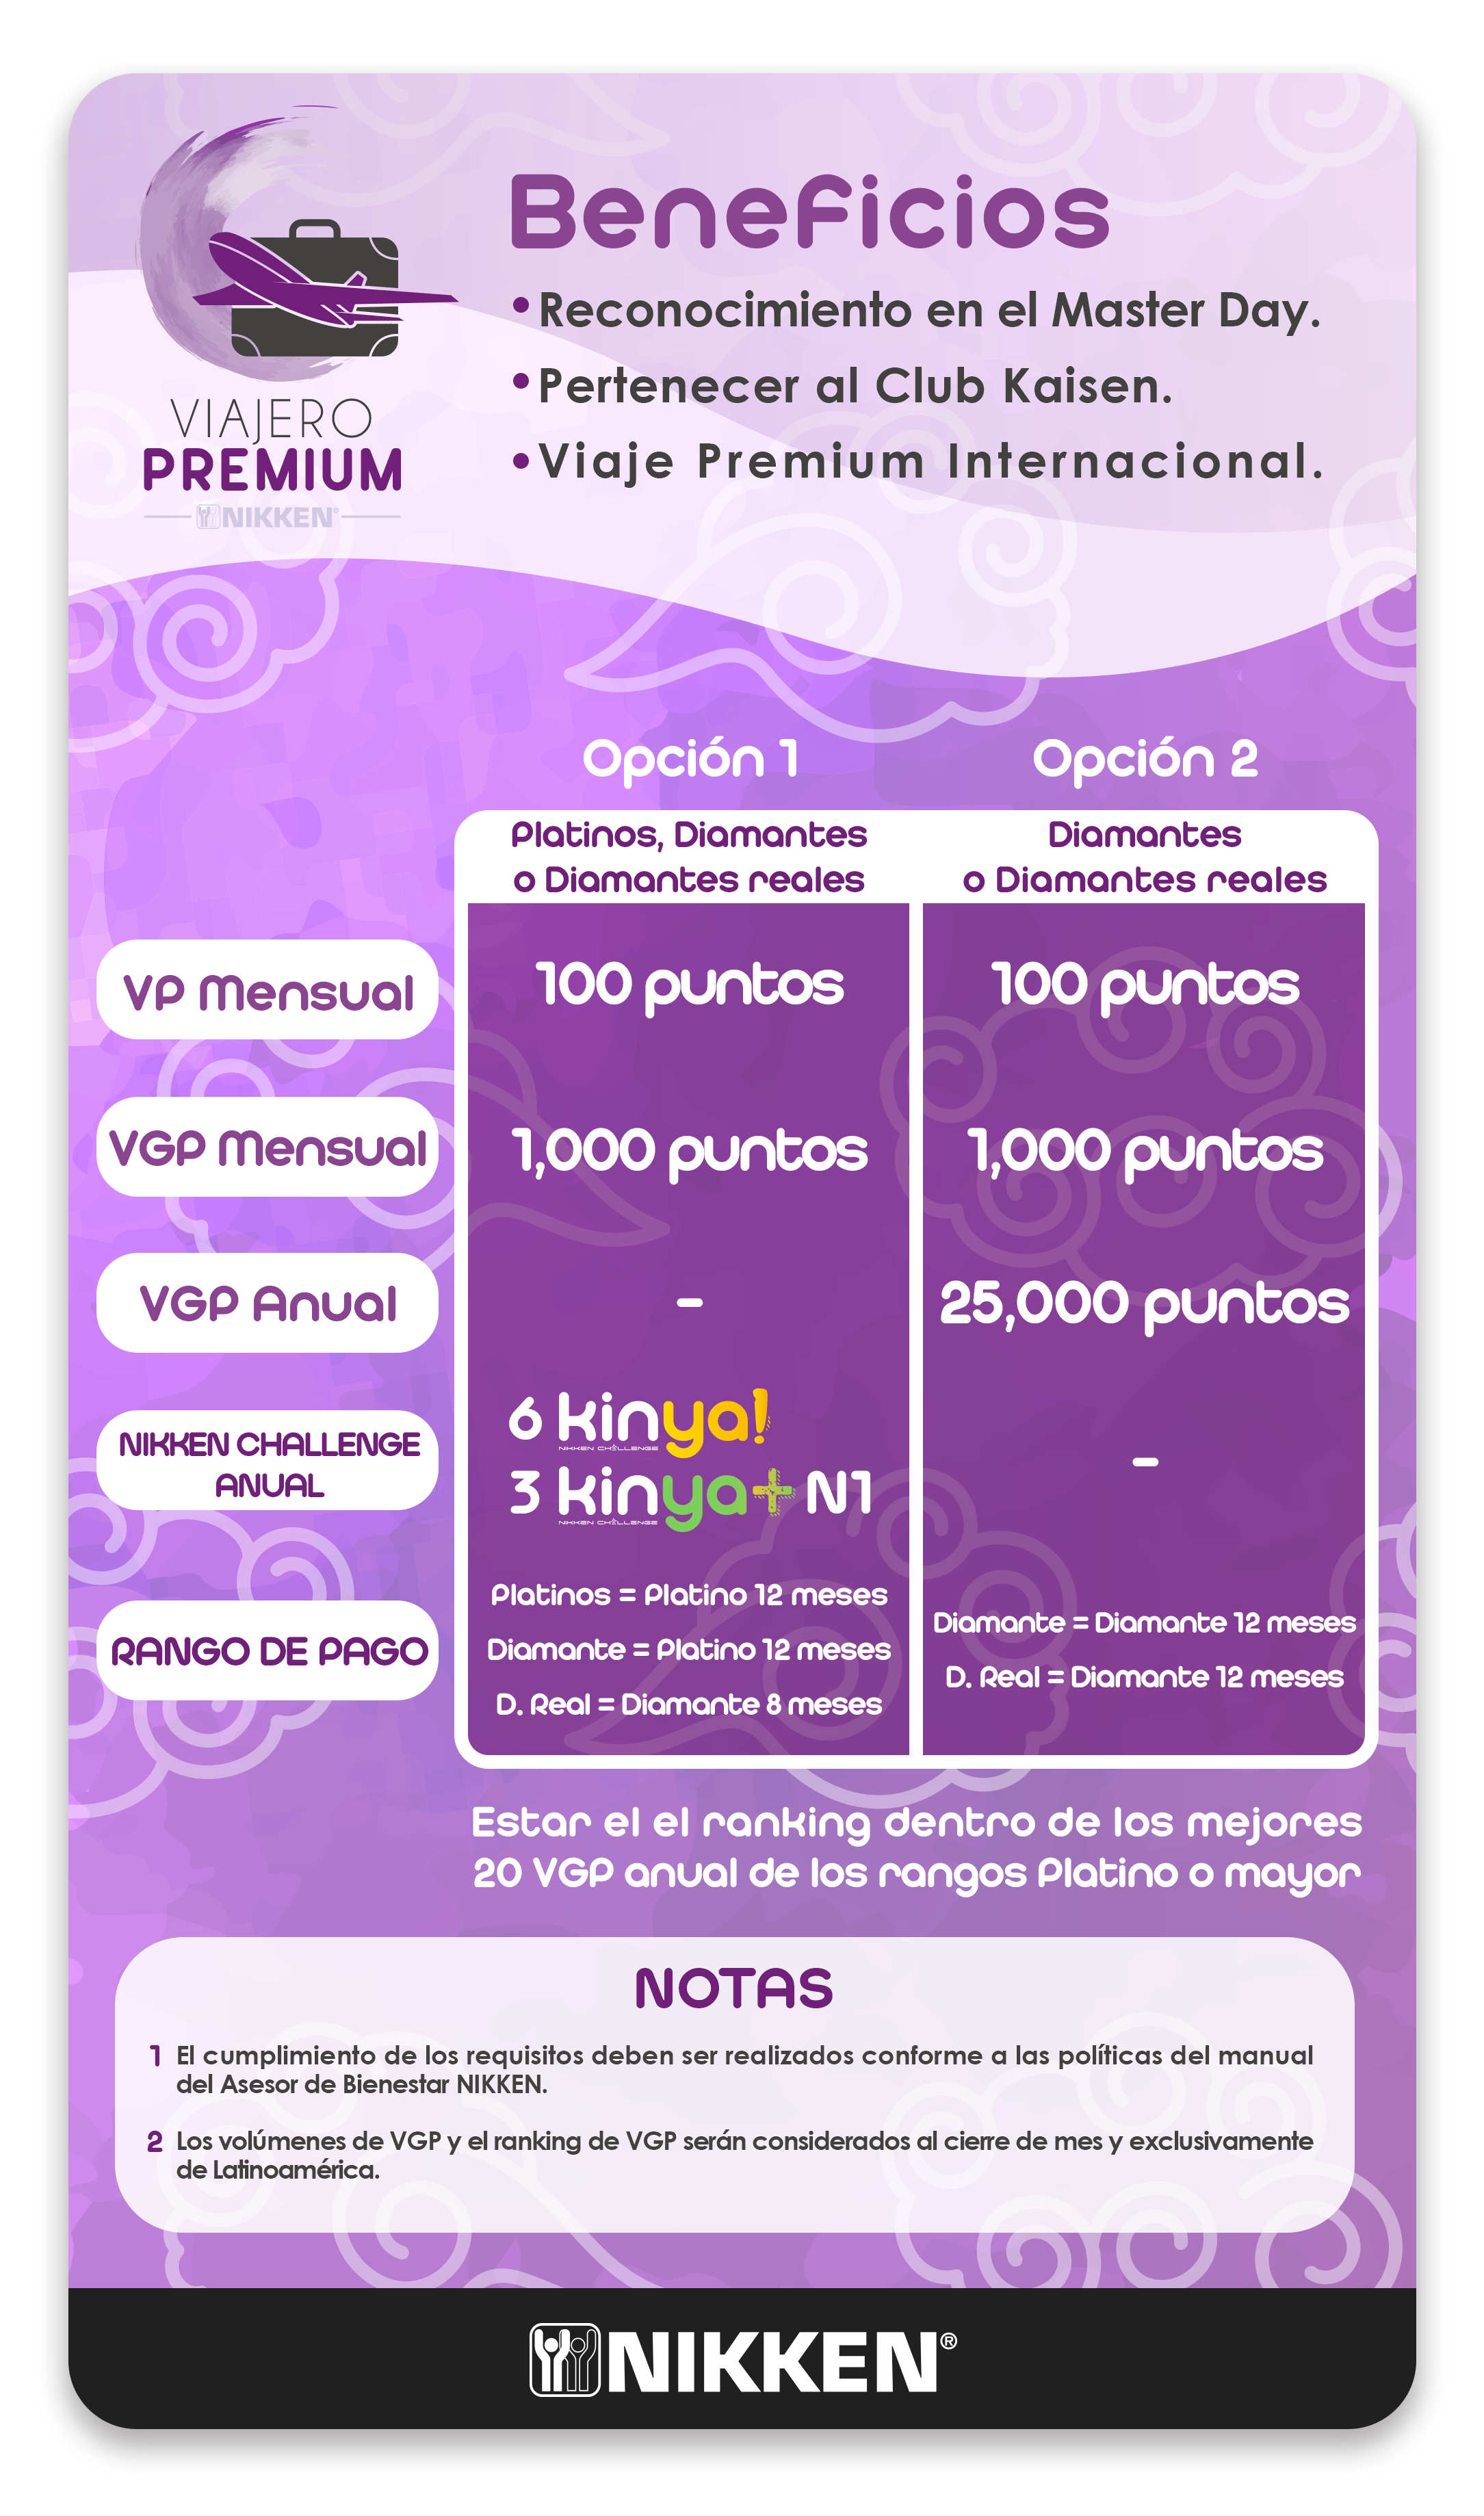 Beneficios
• Reconocimiento en el Master Day.
• Pertenecer al Club Kaisen.
• Viaje Premium Internacional.
VIAJERO
PREMIUM
NIKKEN®
Opción 1
Opción 2
Platinos, Diamantes
o Diamantes reales
Diamantes
o Diamantes reales
VP Mensual
100 puntos
100 puntos
VGP Mensual
1,000 puntos
1,000 puntos
VGP Anual
-
25,000 puntos
NIKKEN CHALLENGE
ANUAL
6 kinya!
NIKKEN CHALLENGE
3 kinya+ N1
NIKKEN CHALLENGE
-
RANGO DE PAGO
Platinos = Platino 12 meses
Diamante = Platino 12 meses
D. Real = Diamante 8 meses
Diamante = Diamante 12 meses
D. Real = Diamante 12 meses
Estar el el ranking dentro de los mejores
20 VGP anual de los rangos Platino o mayor
NOTAS
1 El cumplimiento de los requisitos deben ser realizados conforme a las políticas del manual
del Asesor de Bienestar NIKKEN.
2 Los volúmenes de VGP y el ranking de VGP serán considerados al cierre de mes y exclusivamente
de Latinoamérica.
NIKKEN®